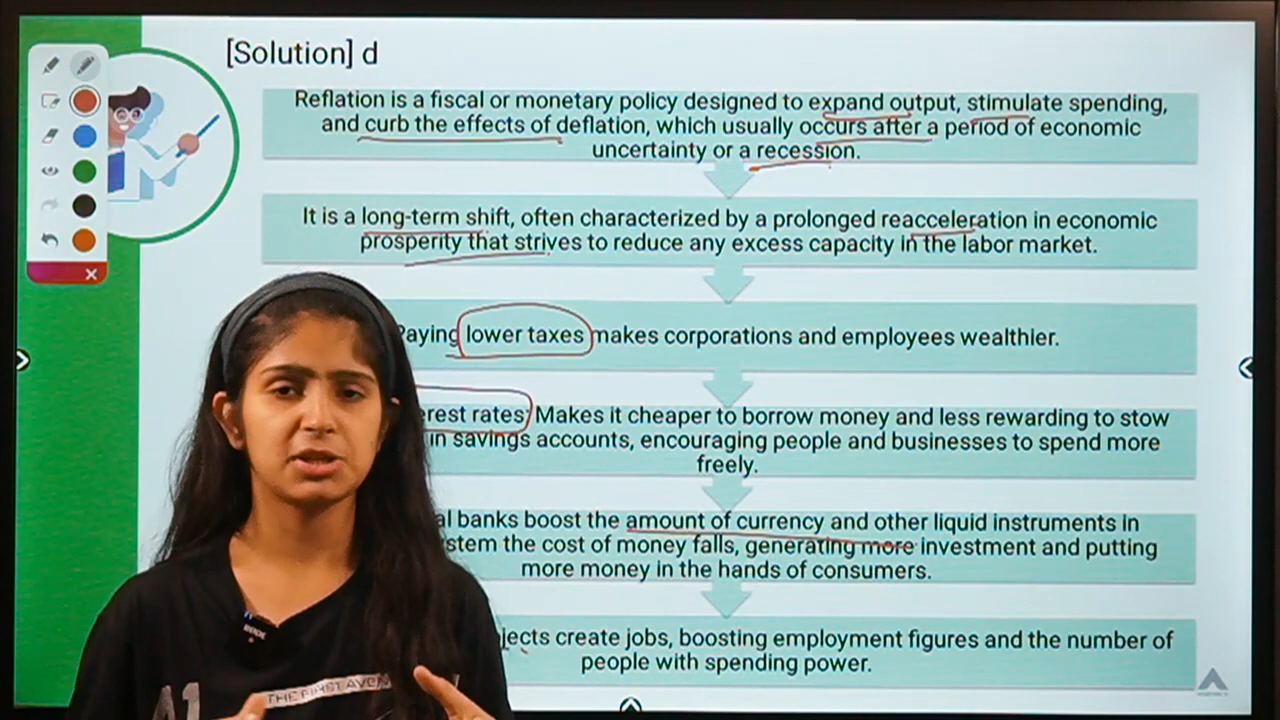 [Solution] d
Reflation is a fiscal or monetary policy designed to expand output, stimulate spending,
and curb the effects of deflation, which usually occurs after a period of economic
uncertainty or a recession.
It is a long-term shift, often characterized by a prolonged reacceleration in economic
prosperity that strives to reduce any excess capacity in the labor market.
Paying lower taxes makes corporations and employees wealthier.
rates: Makes it cheaper to borrow money and less rewarding to stow
in savings accounts, encouraging people and businesses to spend more
freely.
banks boost the amount of currency and other liquid instruments in
the cost of money falls, generating more investment and putting
more money in the hands of consumers.
create jobs, boosting employment figures and the number of
people with spending power.
THE FIRST AVEN